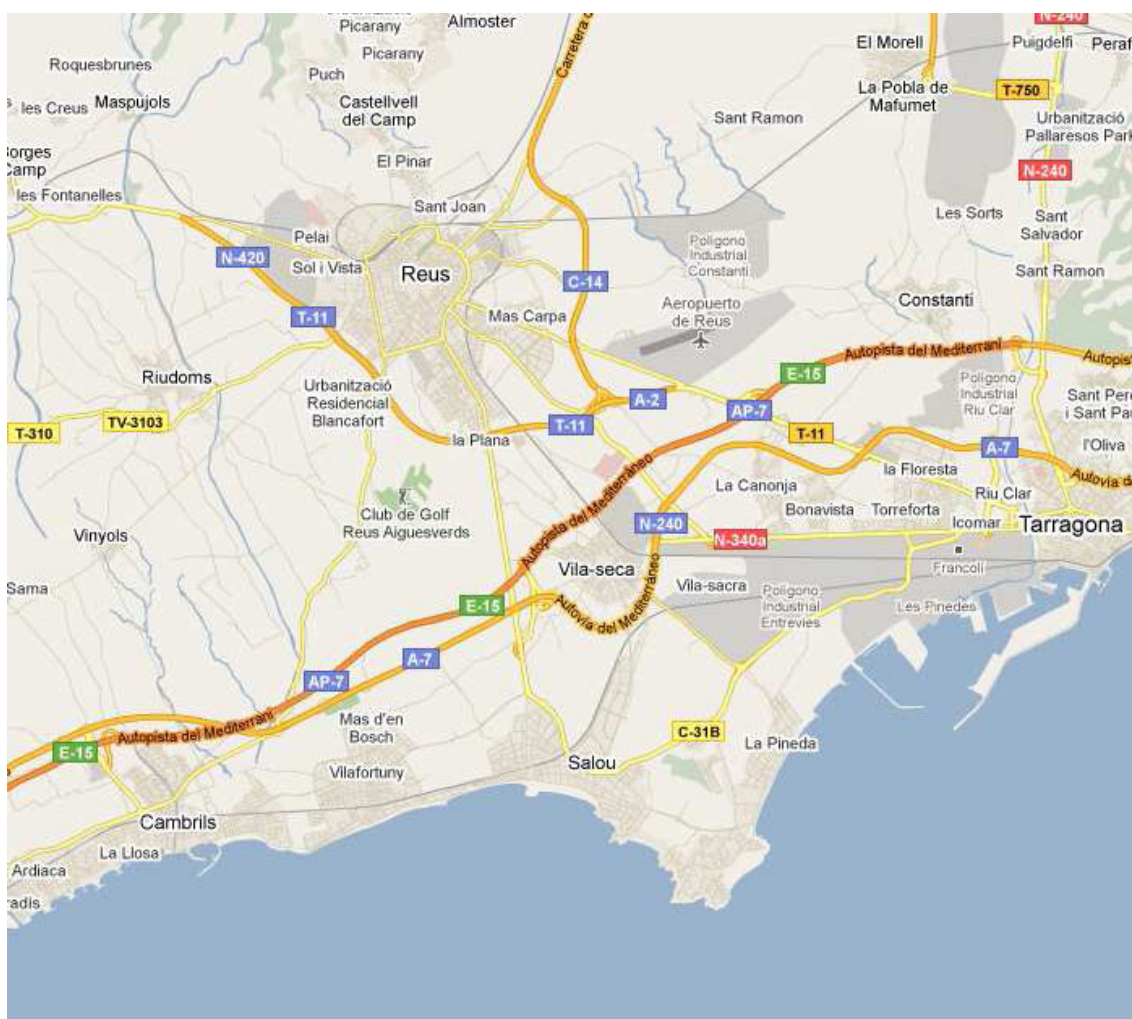 Picarany
Almoster
N-240
Puigdelfi
El Morell
Picarany
Roquesbrunes
Puch
Carretera
La Pobla de
Mafumet
T-750
les Creus
Maspujols
Castellvell
del Camp
Sant Ramon
Urbanització
Pallaresos Park
El Pinar
Camp
les Fontanelles
N-240
Sant Joan
Les Sorts
Sant
Salvador
Pelai
N-420
Sol i Vista
Reus
Polígono
Industrial
Constantí
Sant Ramon
C-14
Constantí
T-11
Mas Carpa
Aeropuerto
de Reus
Autopista del Mediterrani
E-15
Riudoms
Urbanització
Residencial
Blancafort
Polígono
Industrial
Riu Clar
Sant Pere
A-2
AP-7
T-310
TV-3103
T-11
T-11
la Plana
l'Oliva
A-7
la Floresta
Autopista del Mediterráneo
La Canonja
Riu Clar
Club de Golf
Reus Aiguesverds
Bonavista
Torreforta
Icomar
Tarragona
N-240
N-340a
Vinyols
Vila-seca
Francolí
Sama
Vila-sacra
Polígono
Industrial
Entrevies
Les Pinedes
E-15
Autovía del Mediterráneo
A-7
AP-7
Mas d'en
Bosch
Autopista del Mediterrani
C-31B
La Pineda
E-15
Vilafortuny
Salou
Cambrils
La Llosa
Ardiaca